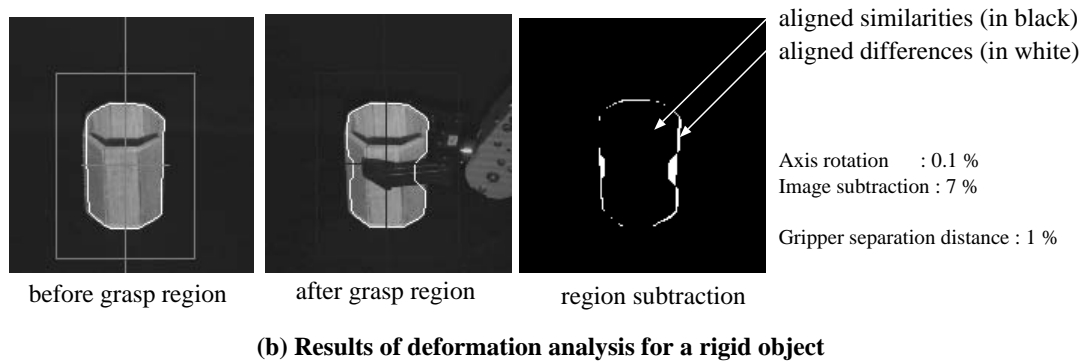 aligned similarities (in black)
aligned differences (in white)
Axis rotation : 0.1 %
Image subtraction : 7 %
Gripper separation distance : 1 %
before grasp region
after grasp region
region subtraction
(b) Results of deformation analysis for a rigid object